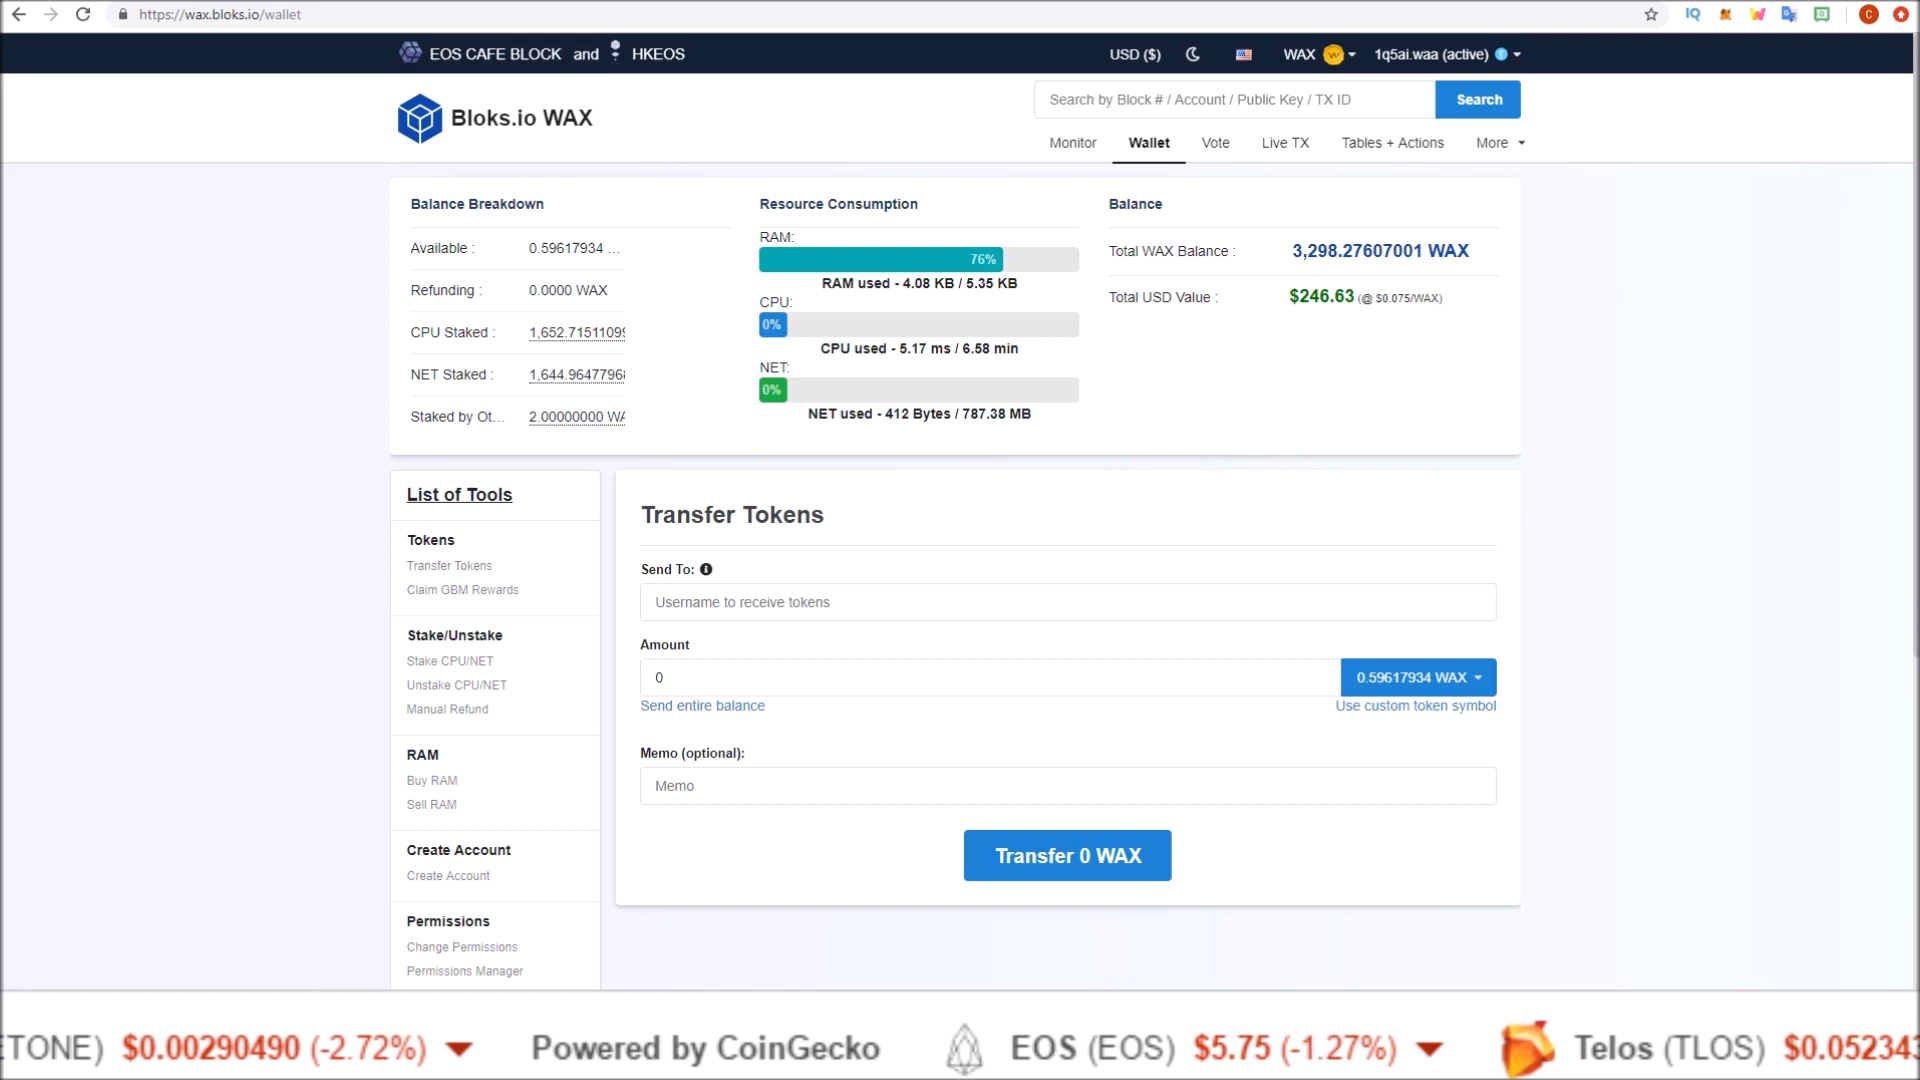 https://wax.bloks.io/wallet
EOS CAFE BLOCK and HKEOS
USD ($) WAX 1q5ai.waa (active)
Bloks.io WAX
Search by Block # / Account / Public Key / TX ID Search
Monitor Wallet Vote Live TX Tables + Actions More
Balance Breakdown
Available : 0.59617934 ...
Refunding : 0.0000 WAX
CPU Staked : 1,652.71511099
NET Staked : 1,644.9647796
Staked by Ot... 2.00000000 WA
Resource Consumption
RAM:
76%
RAM used - 4.08 KB / 5.35 KB
CPU:
0%
CPU used - 5.17 ms / 6.58 min
NET:
0%
NET used - 412 Bytes / 787.38 MB
Balance
Total WAX Balance : 3,298.27607001 WAX
Total USD Value : $246.63 (@ $0.075/WAX)
List of Tools
Tokens
Transfer Tokens
Claim GBM Rewards
Stake/Unstake
Stake CPU/NET
Unstake CPU/NET
Manual Refund
RAM
Buy RAM
Sell RAM
Create Account
Create Account
Permissions
Change Permissions
Permissions Manager
Transfer Tokens
Send To:
Username to receive tokens
Amount
0 0.59617934 WAX
Send entire balance Use custom token symbol
Memo (optional):
Memo
Transfer 0 WAX
TONE) $0.00290490 (-2.72%) Powered by CoinGecko EOS (EOS) $5.75 (-1.27%) Telos (TLOS) $0.05234